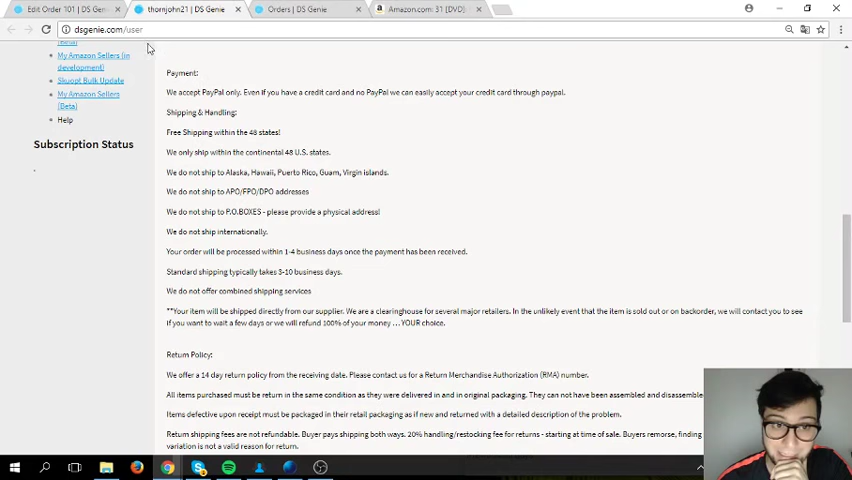 Edit Order 101 | DS Genie
thornjohn21 | DS Genie
Orders | DS Genie
Amazon.com: 31 [DVD]
dsgenie.com/user
(Beta)
My Amazon Sellers (in
development)
Skuopt Bulk Update
My Amazon Sellers
(Beta)
Help
Subscription Status
Payment:
We accept PayPal only. Even if you have a credit card and no PayPal we can easily accept your credit card through paypal.
Shipping & Handling:
Free Shipping within the 48 states!
We only ship within the continental 48 U.S. states.
We do not ship to Alaska, Hawaii, Puerto Rico, Guam, Virgin islands.
We do not ship to APO/FPO/DPO addresses
We do not ship to P.O.BOXES - please provide a physical address!
We do not ship internationally.
Your order will be processed within 1-4 business days once the payment has been received.
Standard shipping typically takes 3-10 business days.
We do not offer combined shipping services
**Your item will be shipped directly from our supplier. We are a clearinghouse for several major retailers. In the unlikely event that the item is sold out or on backorder, we will contact you to see
if you want to wait a few days or we will refund 100% of your money ... YOUR choice.
Return Policy:
We offer a 14 day return policy from the receiving date. Please contact us for a Return Merchandise Authorization (RMA) number.
All items purchased must be return in the same condition as they were delivered in and in original packaging. They can not have been assembled and disassemble
Items defective upon receipt must be packaged in their retail packaging as if new and returned with a detailed description of the problem.
Return shipping fees are not refundable. Buyer pays shipping both ways. 20% handling/restocking fee for returns - starting at time of sale. Buyers remorse, finding
variation is not a valid reason for return.